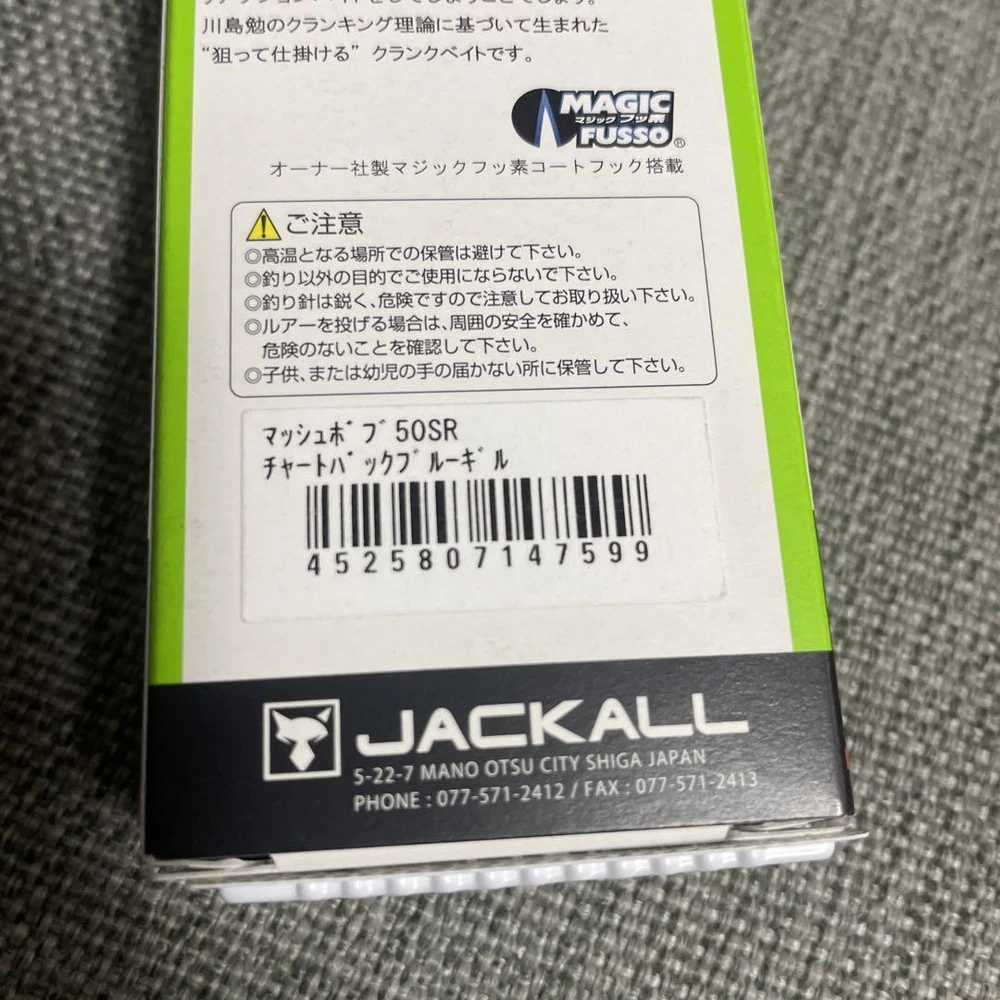 川島勉のクランキング理論に基づいて生まれた
“狙って仕掛ける”クランクベイトです。
MAGIC
マジック フッ素
FUSSO®
オーナー社製マジックフッ素コートフック搭載
ご注意
◎高温となる場所での保管は避けて下さい。
◎釣り以外の目的でご使用にならないで下さい。
◎釣り針は鋭く、危険ですので注意してお取り扱い下さい。
◎ルアーを投げる場合は、周囲の安全を確かめて、
危険のないことを確認して下さい。
◎子供、または幼児の手の届かない所に保管して下さい。
マッシュボブ50SR
チャートバックブルーギル
4525807147599
JACKALL
5-22-7 MANO OTSU CITY SHIGA JAPAN
PHONE : 077-571-2412 / FAX : 077-571-2413